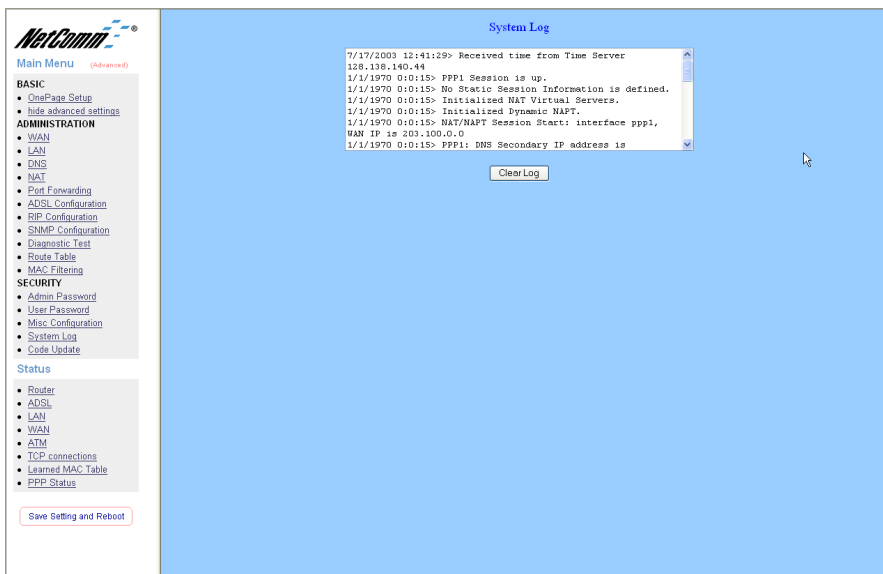 NetComm®
Main Menu (Advanced)
BASIC
OnePage Setup
hide advanced settings
ADMINISTRATION
WAN
LAN
DNS
NAT
Port Forwarding
ADSL Configuration
RIP Configuration
SNMP Configuration
Diagnostic Test
Route Table
MAC Filtering
SECURITY
Admin Password
User Password
Misc Configuration
System Log
Code Update
Status
Router
ADSL
LAN
WAN
ATM
TCP connections
Learned MAC Table
PPP Status
Save Setting and Reboot
System Log
7/17/2003 12:41:29> Received time from Time Server
128.138.140.44
1/1/1970 0:0:15> PPP1 Session is up.
1/1/1970 0:0:15> No Static Session Information is defined.
1/1/1970 0:0:15> Initialized NAT Virtual Servers.
1/1/1970 0:0:15> Initialized Dynamic NAPT.
1/1/1970 0:0:15> NAT/NAPT Session Start: interface ppp1,
WAN IP is 203.100.0.0
1/1/1970 0:0:15> PPP1: DNS Secondary IP address is
Clear Log